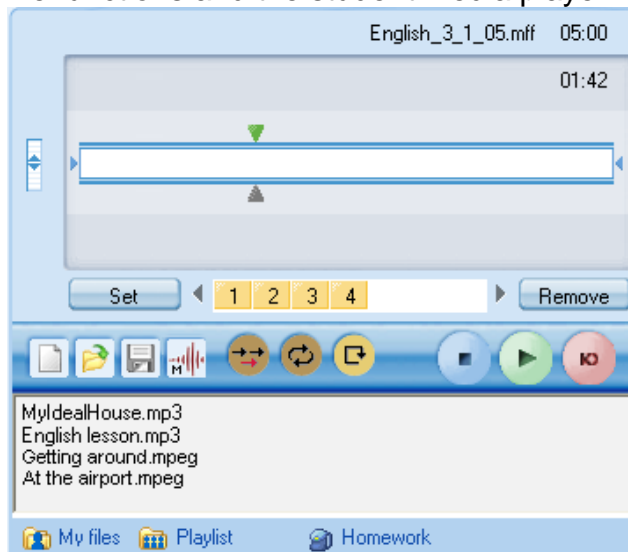 English_3_1_05.mff 05:00
01:42
Set 1 2 3 4 Remove
M
MyIdealHouse.mp3
English lesson.mp3
Getting around.mpeg
At the airport.mpeg
My files Playlist Homework